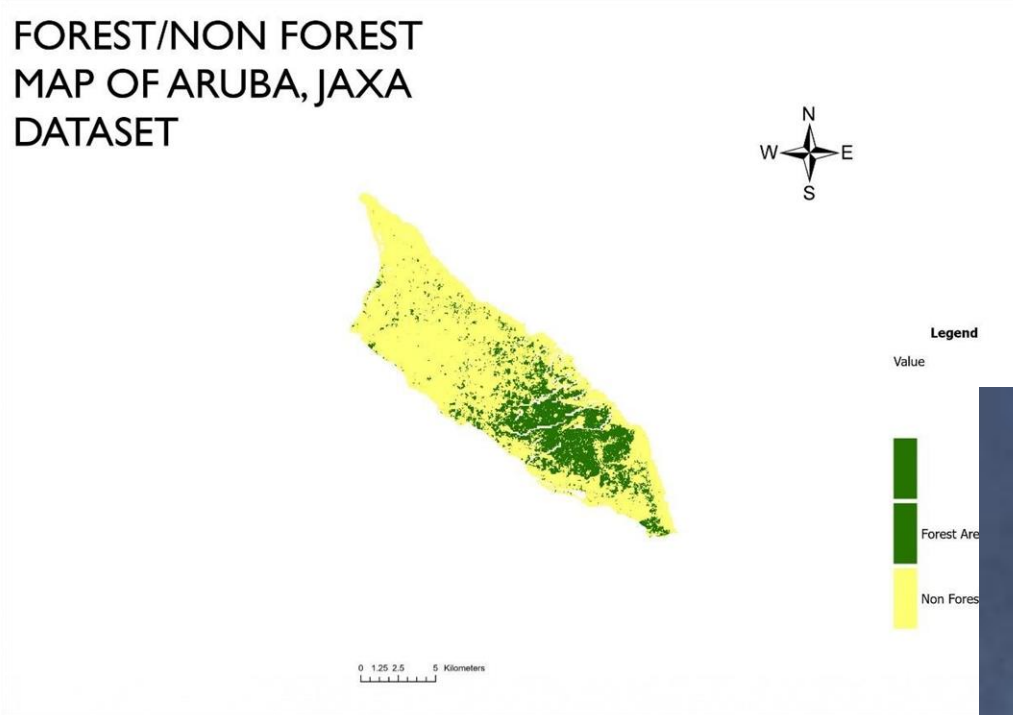 FOREST/NON FOREST
MAP OF ARUBA, JAXA
DATASET
N
W E
S
Legend
Value
Forest Are
Non Fores
0 1.25 2.5 5 Kilometers